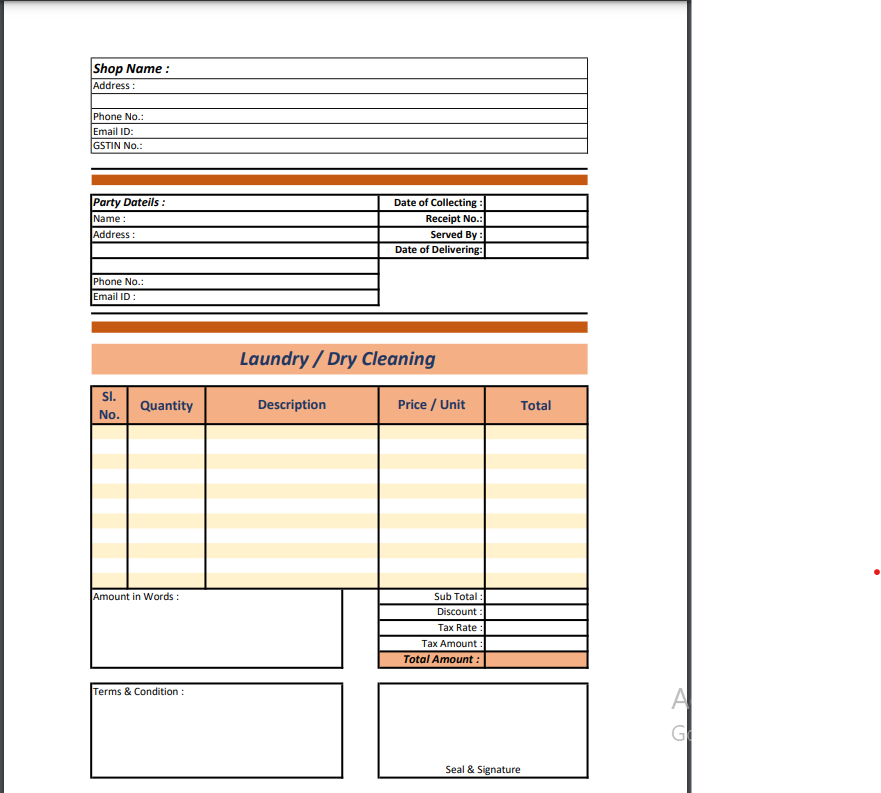 Shop Name :
Address :
Phone No.:
Email ID:
GSTIN No.:
Party Dateils :
Date of Collecting :
Name :
Receipt No.:
Address :
Served By :
Date of Delivering:
Phone No.:
Email ID :
Laundry / Dry Cleaning
Sl. No.
Quantity
Description
Price / Unit
Total
Amount in Words :
Sub Total :
Discount :
Tax Rate :
Tax Amount :
Total Amount :
Terms & Condition :
Seal & Signature